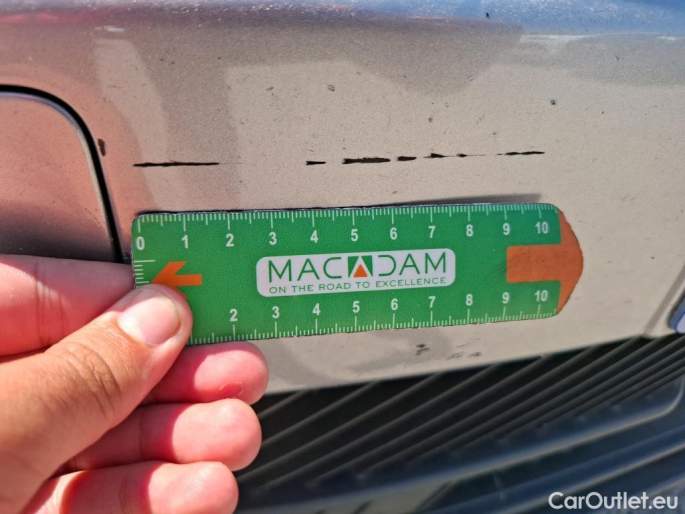 0 1 2 3 4 5 6 7 8 9 10
MACADAM
ON THE ROAD TO EXCELLENCE
2 3 4 5 6 7 8 9 10
CarOutlet.eu